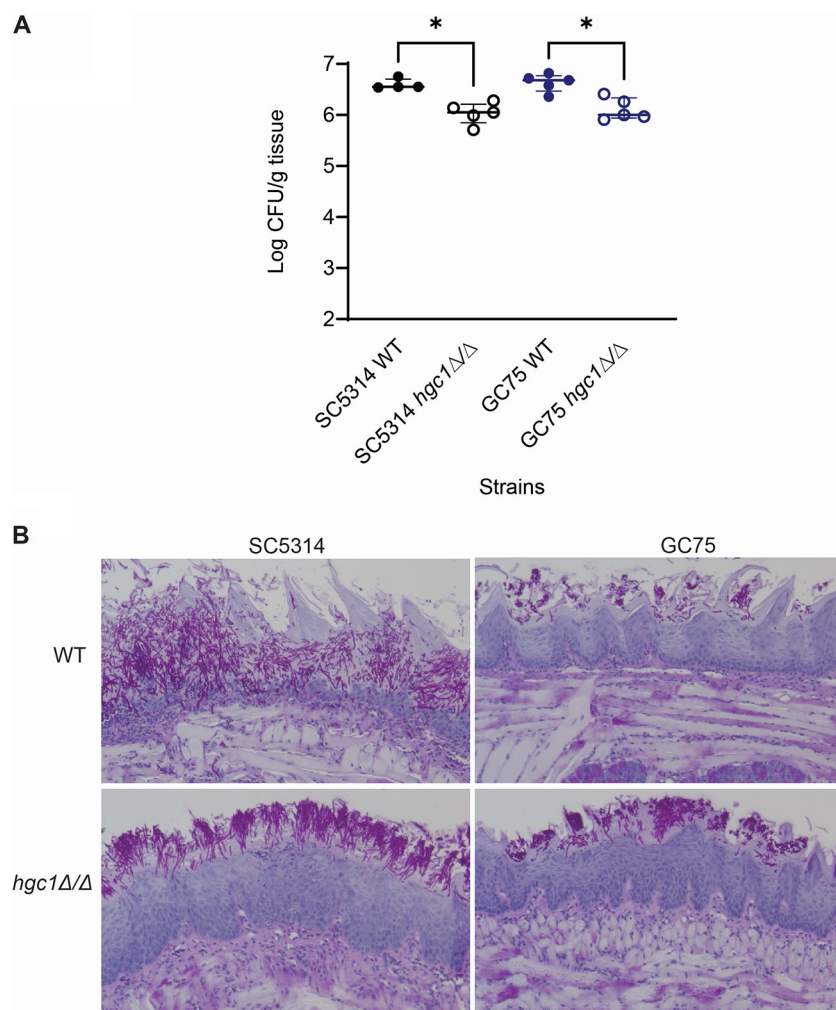 A
* *
7
6
5
4
3
2
Log CFU/g tissue
SC5314 WT
SC5314 hgc1Δ/Δ
GC75 WT
GC75 hgc1Δ/Δ
Strains
B
SC5314 GC75
WT
hgc1Δ/Δ